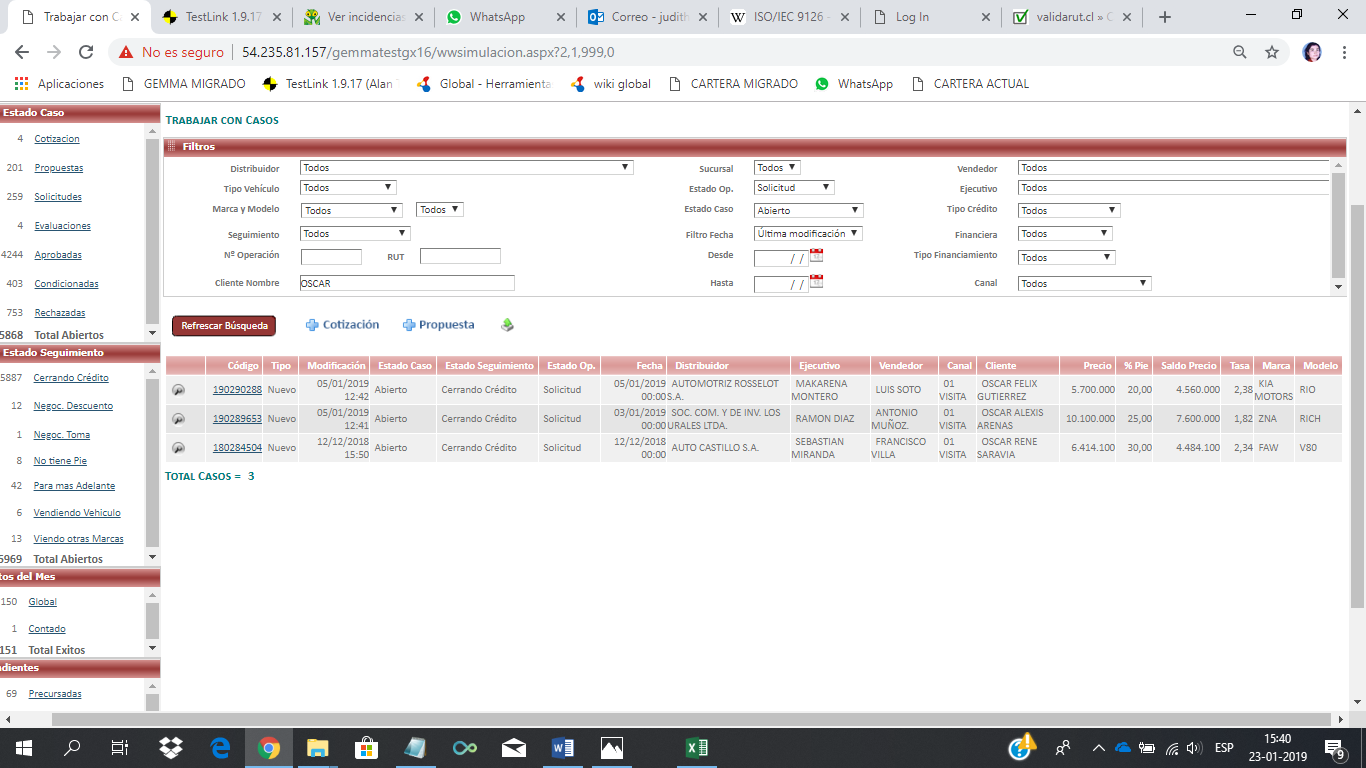 Trabajar con C
TestLink 1.9.17
Ver incidencias
WhatsApp
Correo - judith
ISO/IEC 9126 -
Log In
validarut.cl » C
No es seguro | 54.235.81.157/gemmatestgx16/wwsimulacion.aspx?2,1,999,0
Aplicaciones GEMMA MIGRADO TestLink 1.9.17 (Alan Global - Herramienta wiki global CARTERA MIGRADO WhatsApp CARTERA ACTUAL
Estado Caso
4 Cotizacion
201 Propuestas
259 Solicitudes
4 Evaluaciones
4244 Aprobadas
403 Condicionadas
753 Rechazadas
5868 Total Abiertos
Estado Seguimiento
5887 Cerrando Crédito
12 Negoc. Descuento
1 Negoc. Toma
8 No tiene Pie
42 Para mas Adelante
6 Vendiendo Vehiculo
13 Viendo otras Marcas
5969 Total Abiertos
tos del Mes
150 Global
1 Contado
151 Total Exitos
dientes
69 Precursadas
TRABAJAR CON CASOS
Filtros
Distribuidor Todos Sucursal Todos Vendedor Todos
Tipo Vehículo Todos Estado Op. Solicitud Ejecutivo Todos
Marca y Modelo Todos Todos Estado Caso Abierto Tipo Crédito Todos
Seguimiento Todos Filtro Fecha Última modificación Financiera Todos
Nº Operación RUT Desde / / Tipo Financiamiento Todos
Cliente Nombre OSCAR Hasta / / Canal Todos
Refrescar Búsqueda Cotización Propuesta
Código Tipo Modificación Estado Caso Estado Seguimiento Estado Op. Fecha Distribuidor Ejecutivo Vendedor Canal Cliente Precio % Pie Saldo Precio Tasa Marca Modelo
190290288 Nuevo 05/01/2019 12:42 Abierto Cerrando Crédito Solicitud 05/01/2019 00:00 AUTOMOTRIZ ROSSELOT S.A. MAKARENA MONTERO LUIS SOTO 01 VISITA OSCAR FELIX GUTIERREZ 5.700.000 20,00 4.560.000 2,38 KIA MOTORS RIO
190289653 Nuevo 05/01/2019 12:41 Abierto Cerrando Crédito Solicitud 03/01/2019 00:00 SOC. COM. Y DE INV. LOS URALES LTDA. RAMON DIAZ ANTONIO MUÑOZ. 01 VISITA OSCAR ALEXIS ARENAS 10.100.000 25,00 7.600.000 1,82 ZNA RICH
180284504 Nuevo 12/12/2018 15:50 Abierto Cerrando Crédito Solicitud 12/12/2018 00:00 AUTO CASTILLO S.A. SEBASTIAN MIRANDA FRANCISCO VILLA 01 VISITA OSCAR RENE SARAVIA 6.414.100 30,00 4.484.100 2,34 FAW V80
TOTAL CASOS = 3
ESP
15:40
23-01-2019
9